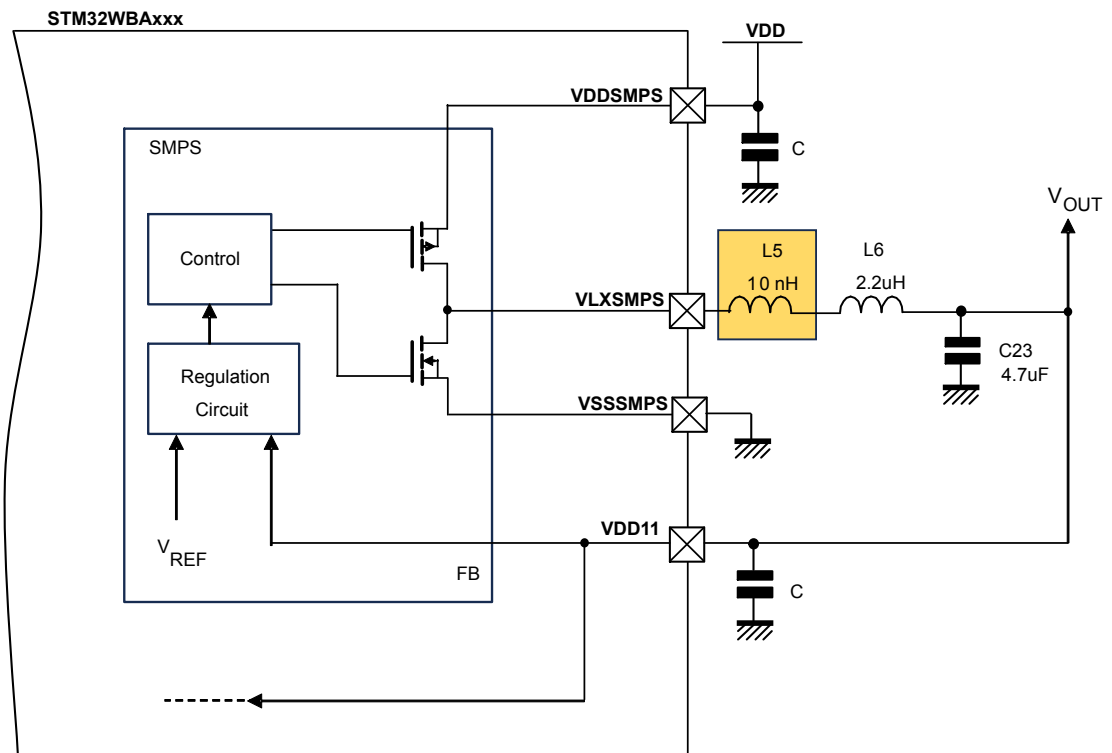 STM32WBAxxx
VDD
VDDSMPS
C
SMPS
VOUT
Control
L5
10 nH
L6
2.2uH
VLXSMPS
C23
4.7uF
Regulation
Circuit
VSSSMPS
VREF
VDD11
FB
C